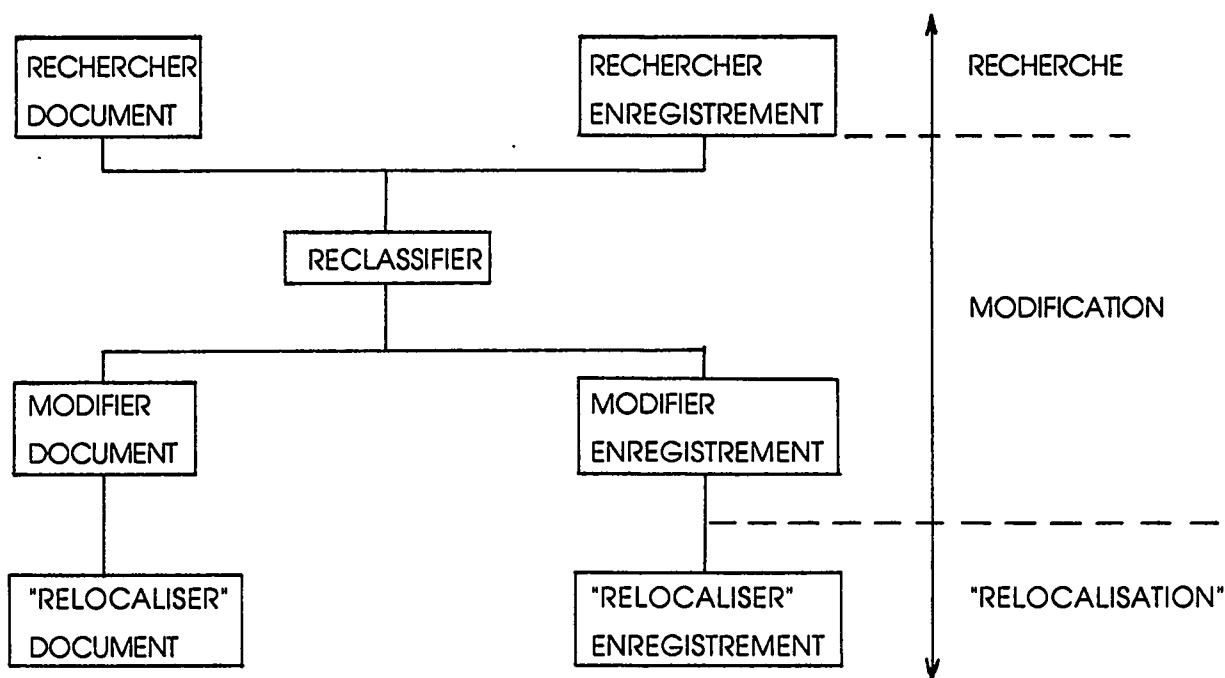 RECHERCHER
DOCUMENT
RECHERCHER
ENREGISTREMENT
RECHERCHE
RECLASSIFIER
MODIFICATION
MODIFIER
DOCUMENT
MODIFIER
ENREGISTREMENT
"RELOCALISER"
DOCUMENT
"RELOCALISER"
ENREGISTREMENT
"RELOCALISATION"